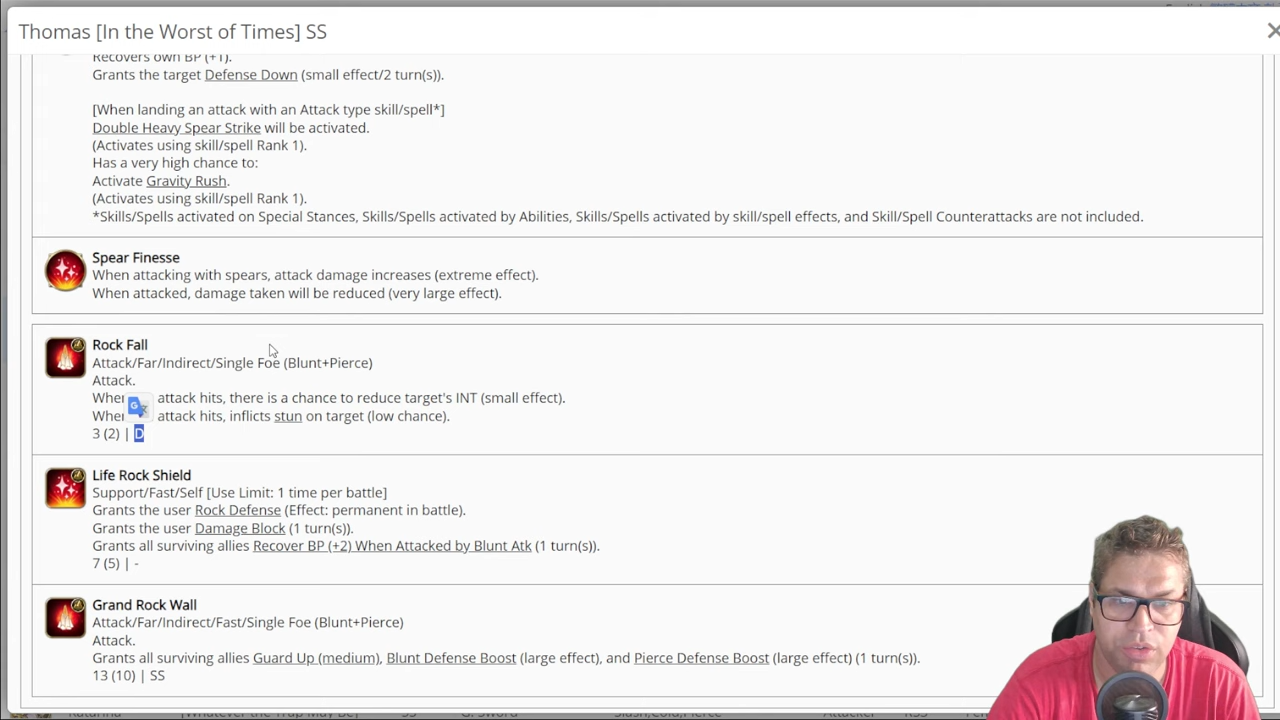 Thomas [In the Worst of Times] SS
Recovers own BP (+1).
Grants the target Defense Down (small effect/2 turn(s)).
[When landing an attack with an Attack type skill/spell*]
Double Heavy Spear Strike will be activated.
(Activates using skill/spell Rank 1).
Has a very high chance to:
Activate Gravity Rush.
(Activates using skill/spell Rank 1).
*Skills/Spells activated on Special Stances, Skills/Spells activated by Abilities, Skills/Spells activated by skill/spell effects, and Skill/Spell Counterattacks are not included.
Spear Finesse
When attacking with spears, attack damage increases (extreme effect).
When attacked, damage taken will be reduced (very large effect).
Rock Fall
Attack/Far/Indirect/Single Foe (Blunt+Pierce)
Attack.
Wher attack hits, there is a chance to reduce target's INT (small effect).
Wher attack hits, inflicts stun on target (low chance).
3 (2) | D
Life Rock Shield
Support/Fast/Self [Use Limit: 1 time per battle]
Grants the user Rock Defense (Effect: permanent in battle).
Grants the user Damage Block (1 turn(s)).
Grants all surviving allies Recover BP (+2) When Attacked by Blunt Atk (1 turn(s)).
7 (5) | -
Grand Rock Wall
Attack/Far/Indirect/Fast/Single Foe (Blunt+Pierce)
Attack.
Grants all surviving allies Guard Up (medium), Blunt Defense Boost (large effect), and Pierce Defense Boost (large effect) (1 turn(s)).
13 (10) | SS